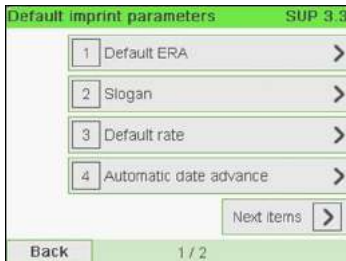 Default imprint parameters SUP 3.3
1 Default ERA
2 Slogan
3 Default rate
4 Automatic date advance
Next items
Back 1 / 2